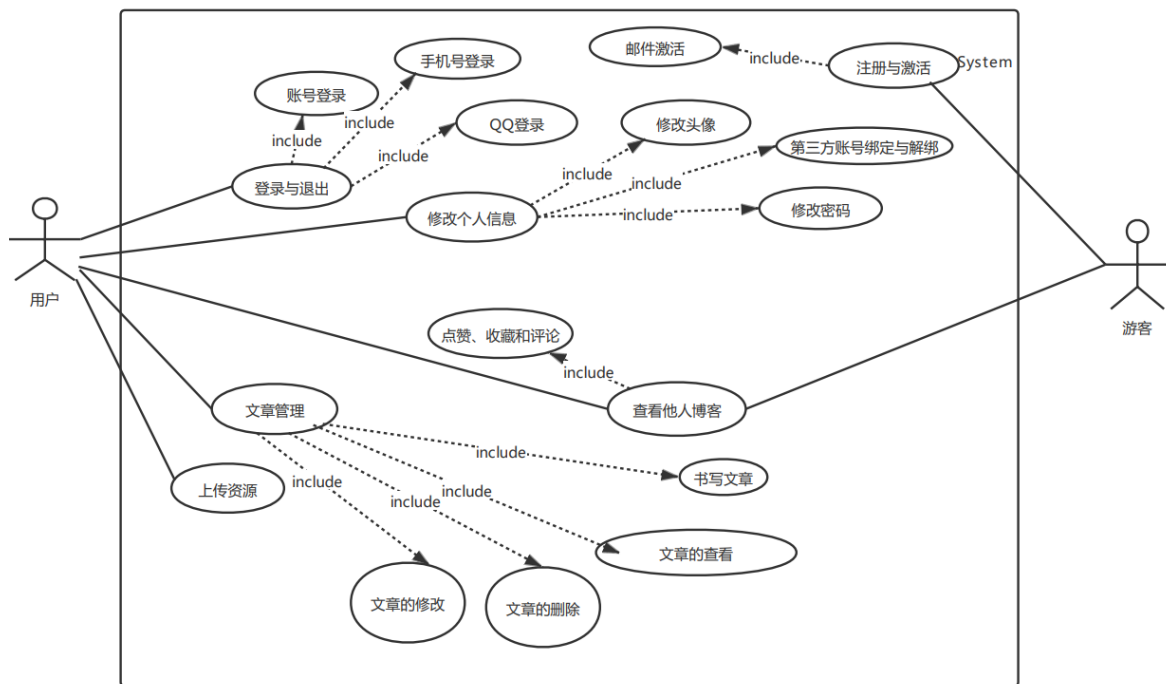 手机号登录
邮件激活
include
注册与激活
System
账号登录
include
include
QQ登录
修改头像
include
第三方账号绑定与解绑
include
include
登录与退出
修改个人信息
include
修改密码
用户
游客
点赞、收藏和评论
include
文章管理
查看他人博客
include
书写文章
上传资源
include
include
include
文章的查看
文章的修改
文章的删除